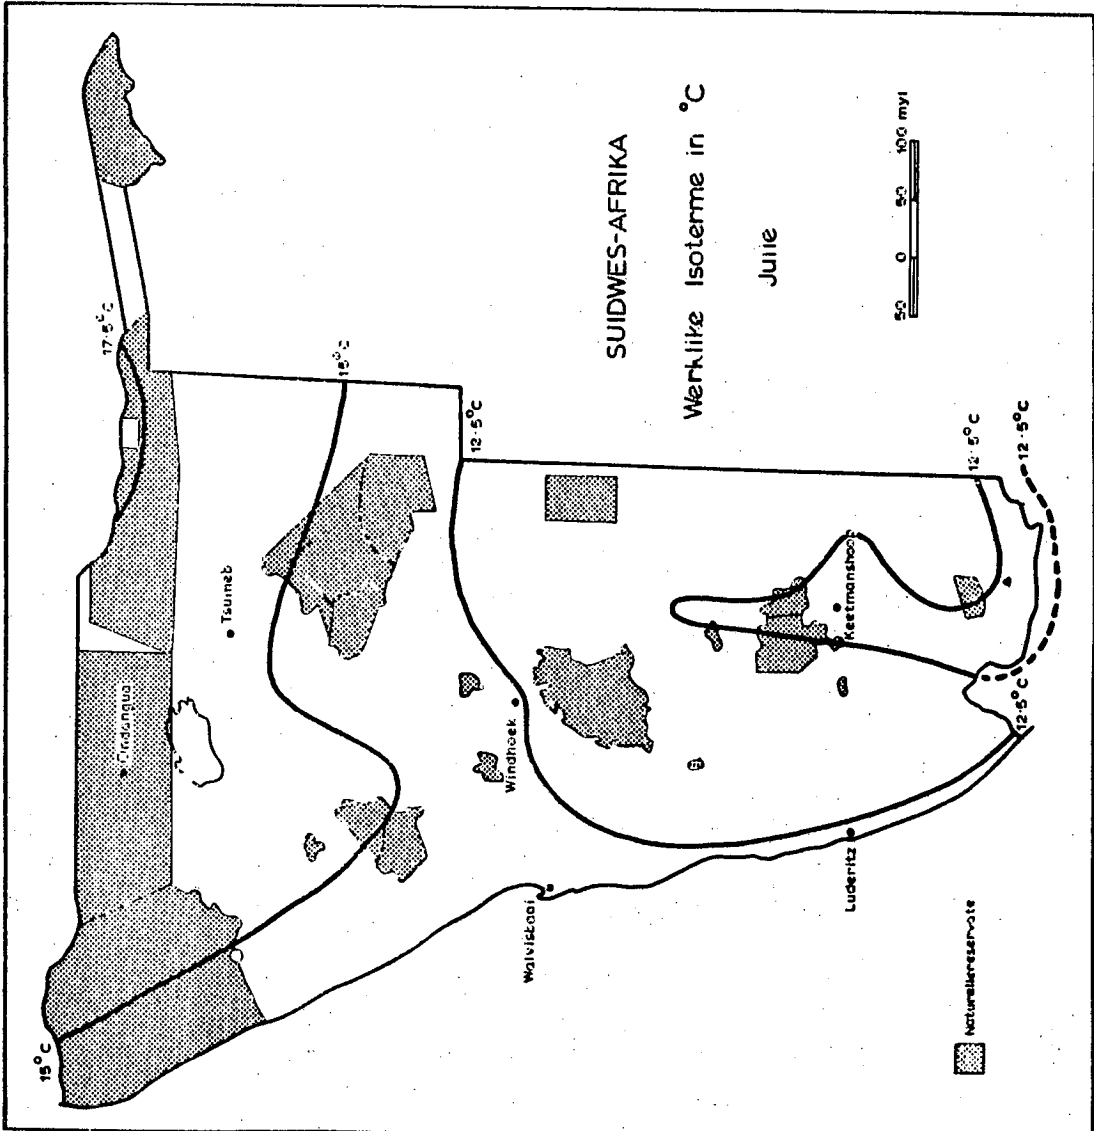 SUIDWES-AFRIKA
Werklike Isoterme in °C
Julie
50 0 50 100 myl
17·5°C
15°C
15°C
12·5°C
12·5°C
12·5°C
12·5°C
Ondangua
Tsumeb
Windhoek
Walvisbaai
Luderitz
Keetmanshoop
Naturellereservate